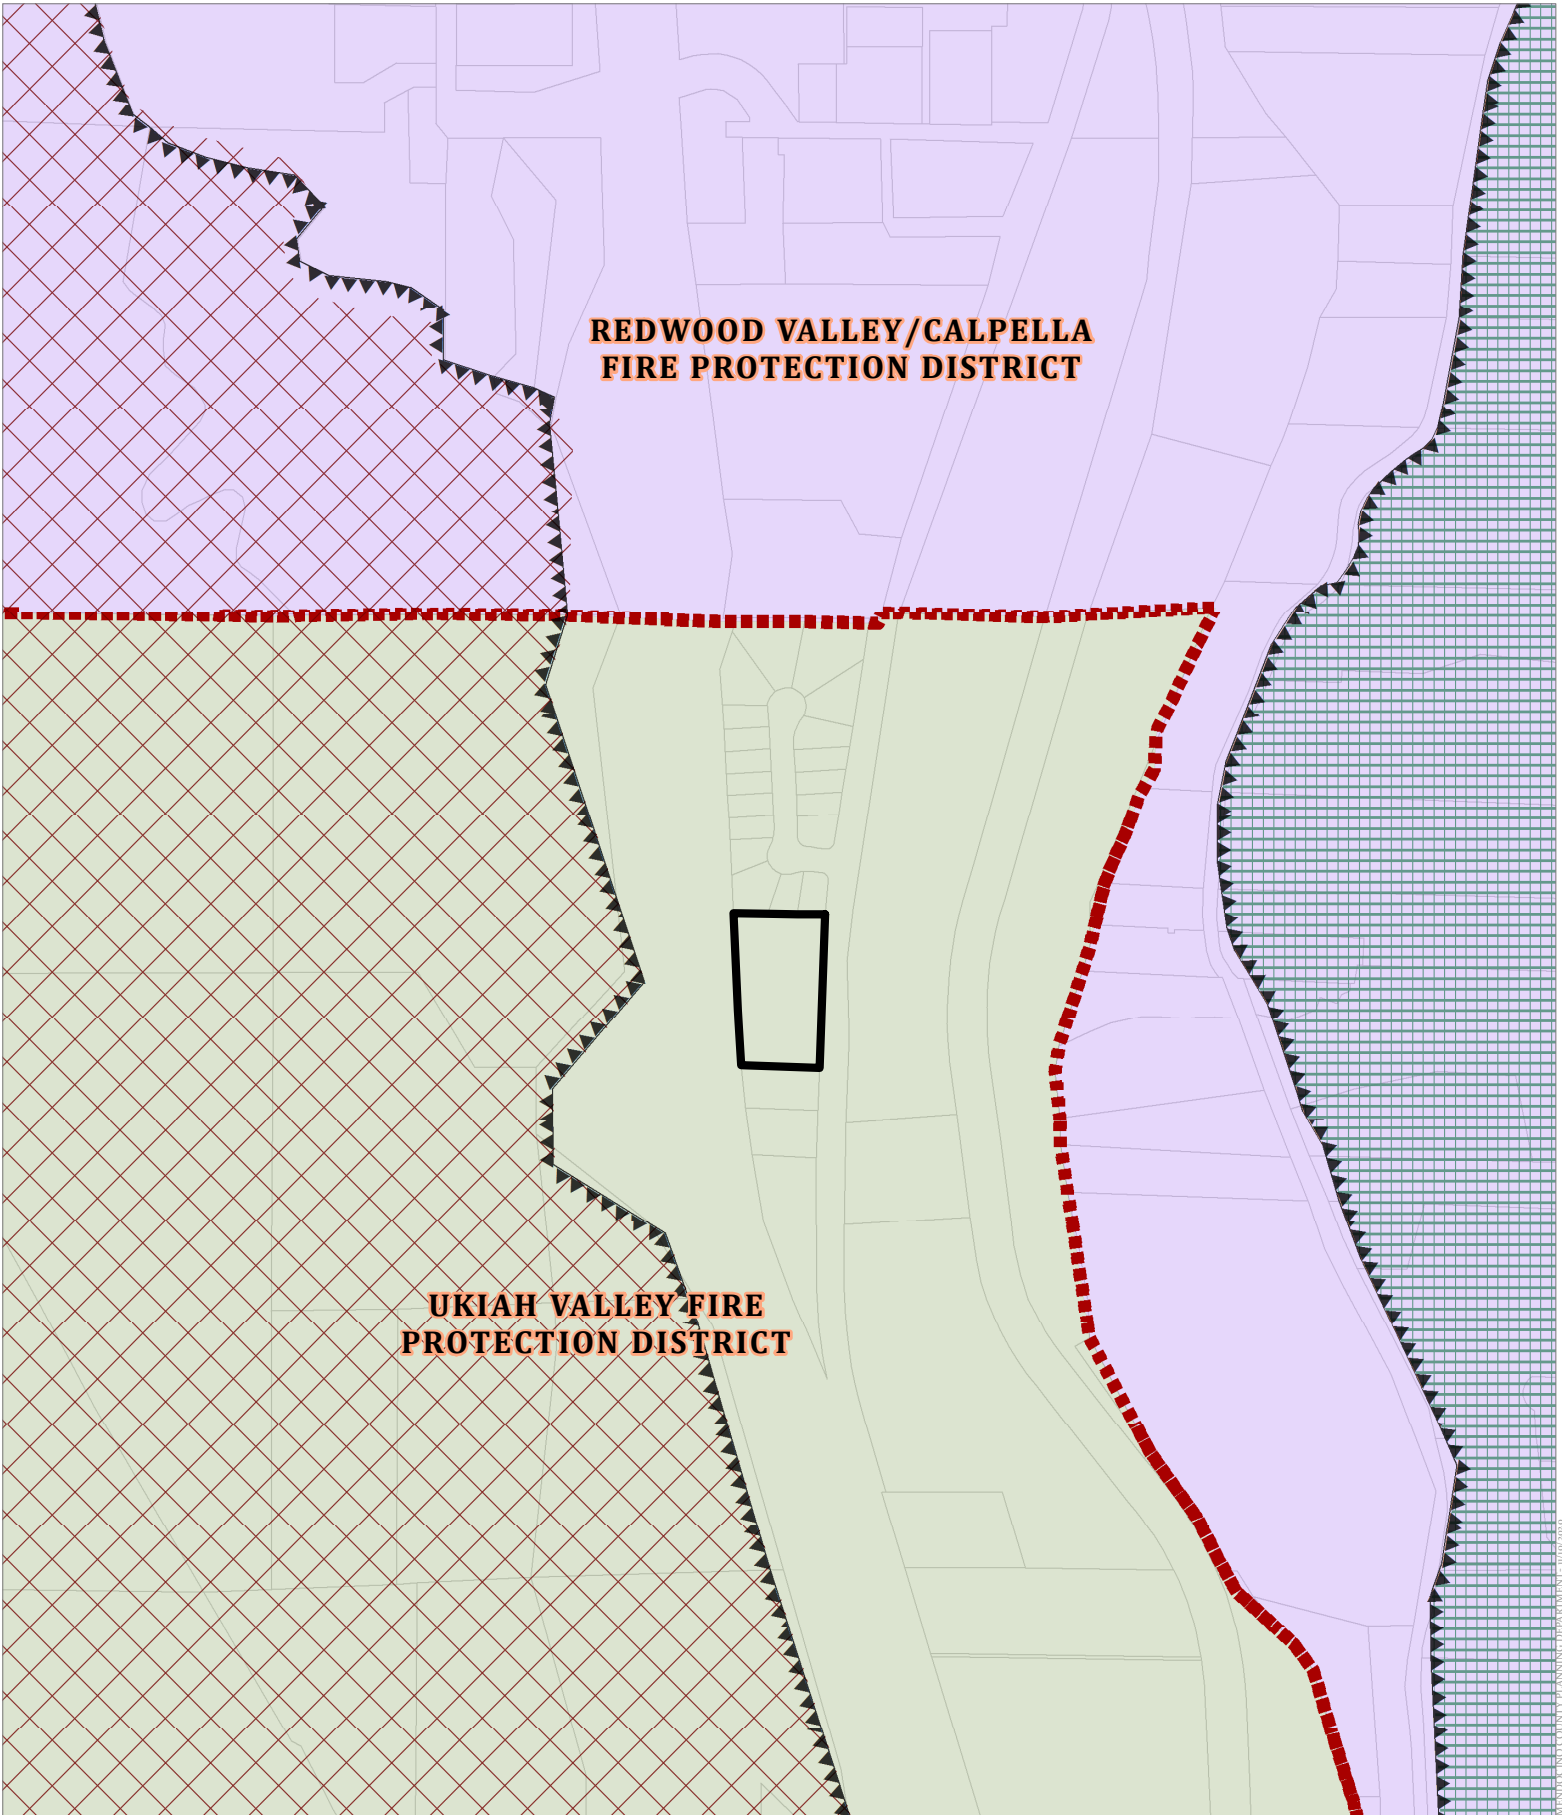 REDWOOD VALLEY/CALPELLA
FIRE PROTECTION DISTRICT
UKIAH VALLEY FIRE
PROTECTION DISTRICT